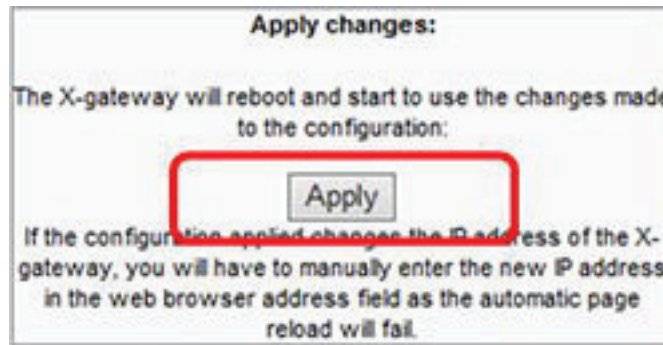 Apply changes:
The X-gateway will reboot and start to use the changes made
to the configuration:
Apply
If the configuration applied changes the IP address of the X-
gateway, you will have to manually enter the new IP address
in the web browser address field as the automatic page
reload will fail.